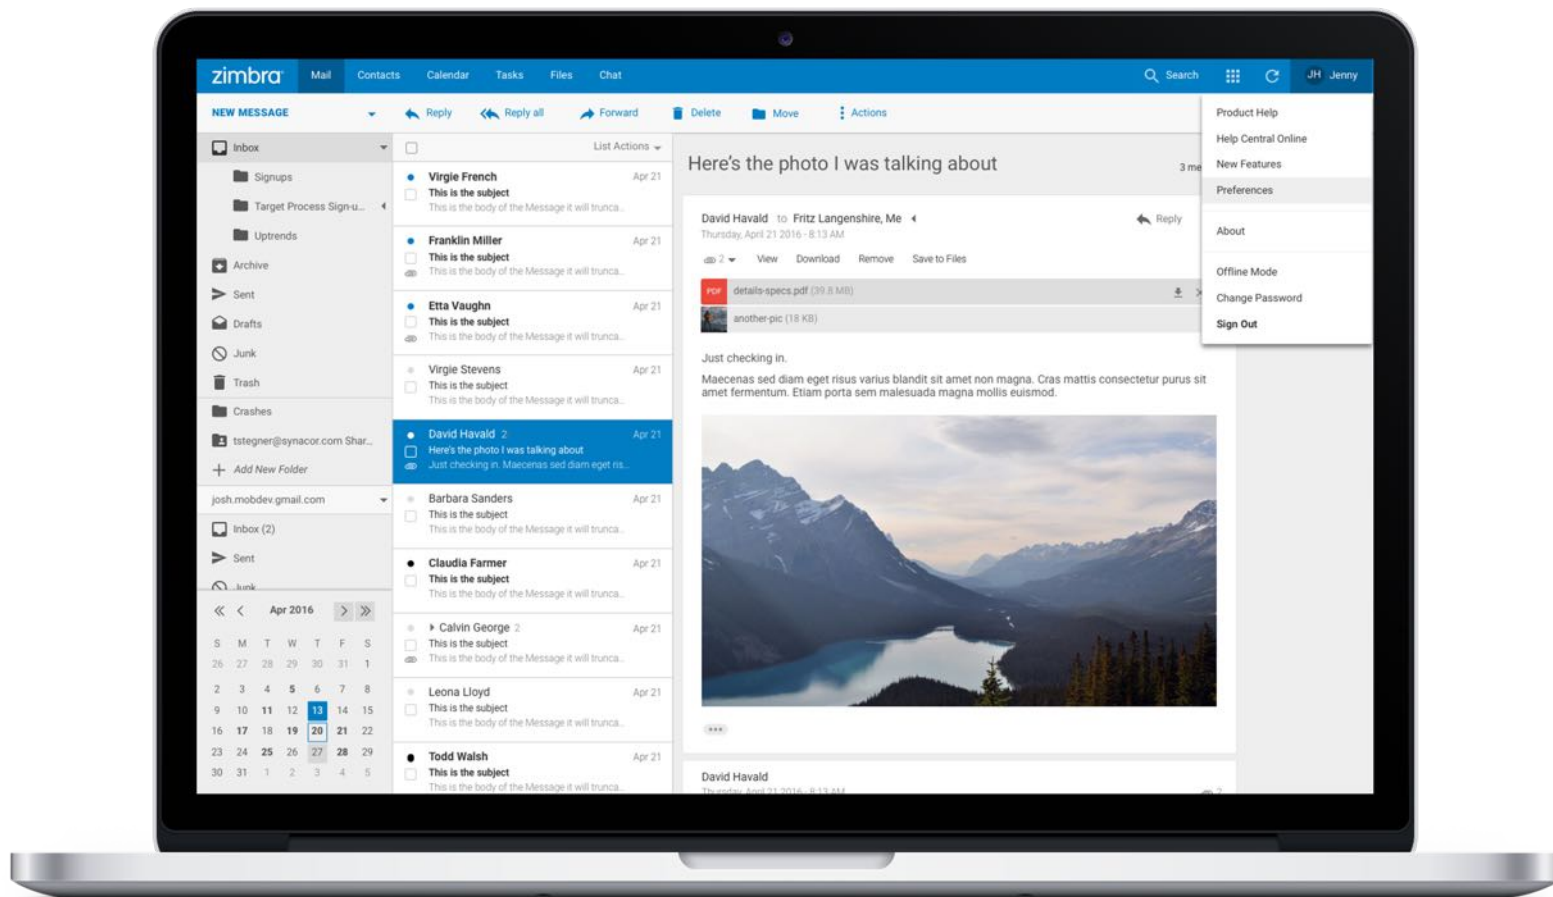 zimbra Mail Contacts Calendar Tasks Files Chat Search JH Jenny
NEW MESSAGE Reply Reply all Forward Delete Move Actions
Inbox
Signups
Target Process Sign-u...
Uptrends
Archive
Sent
Drafts
Junk
Trash
Crashes
tstegner@synacor.com Shar...
Add New Folder
josh.mobdev.gmail.com
Inbox (2)
Sent
Junk
Apr 2016
S M T W T F S
26 27 28 29 30 31 1
2 3 4 5 6 7 8
9 10 11 12 13 14 15
16 17 18 19 20 21 22
23 24 25 26 27 28 29
30 31 1 2 3 4 5
List Actions
Virgie French Apr 21
This is the subject
This is the body of the Message it will trunca...
Franklin Miller Apr 21
This is the subject
This is the body of the Message it will trunca...
Etta Vaughn Apr 21
This is the subject
This is the body of the Message it will trunca...
Virgie Stevens Apr 21
This is the subject
This is the body of the Message it will trunca...
David Havald 2 Apr 21
Here's the photo I was talking about
Just checking in. Maecenas sed diam eget ris...
Barbara Sanders Apr 21
This is the subject
This is the body of the Message it will trunca...
Claudia Farmer Apr 21
This is the subject
This is the body of the Message it will trunca...
Calvin George 2 Apr 21
This is the subject
This is the body of the Message it will trunca...
Leona Lloyd Apr 21
This is the subject
This is the body of the Message it will trunca...
Todd Walsh Apr 21
This is the subject
This is the body of the Message it will trunca...
Here's the photo I was talking about 3 me
David Havald to Fritz Langenshire, Me Reply
Thursday, April 21 2016 - 8:13 AM
2 View Download Remove Save to Files
PDF details-specs.pdf (39.8 MB)
another-pic (18 KB)
Just checking in.
Maecenas sed diam eget risus varius blandit sit amet non magna. Cras mattis consectetur purus sit
amet fermentum. Etiam porta sem malesuada magna mollis euismod.
David Havald
Thursday, April 21 2016 - 8:13 AM 2
Product Help
Help Central Online
New Features
Preferences
About
Offline Mode
Change Password
Sign Out